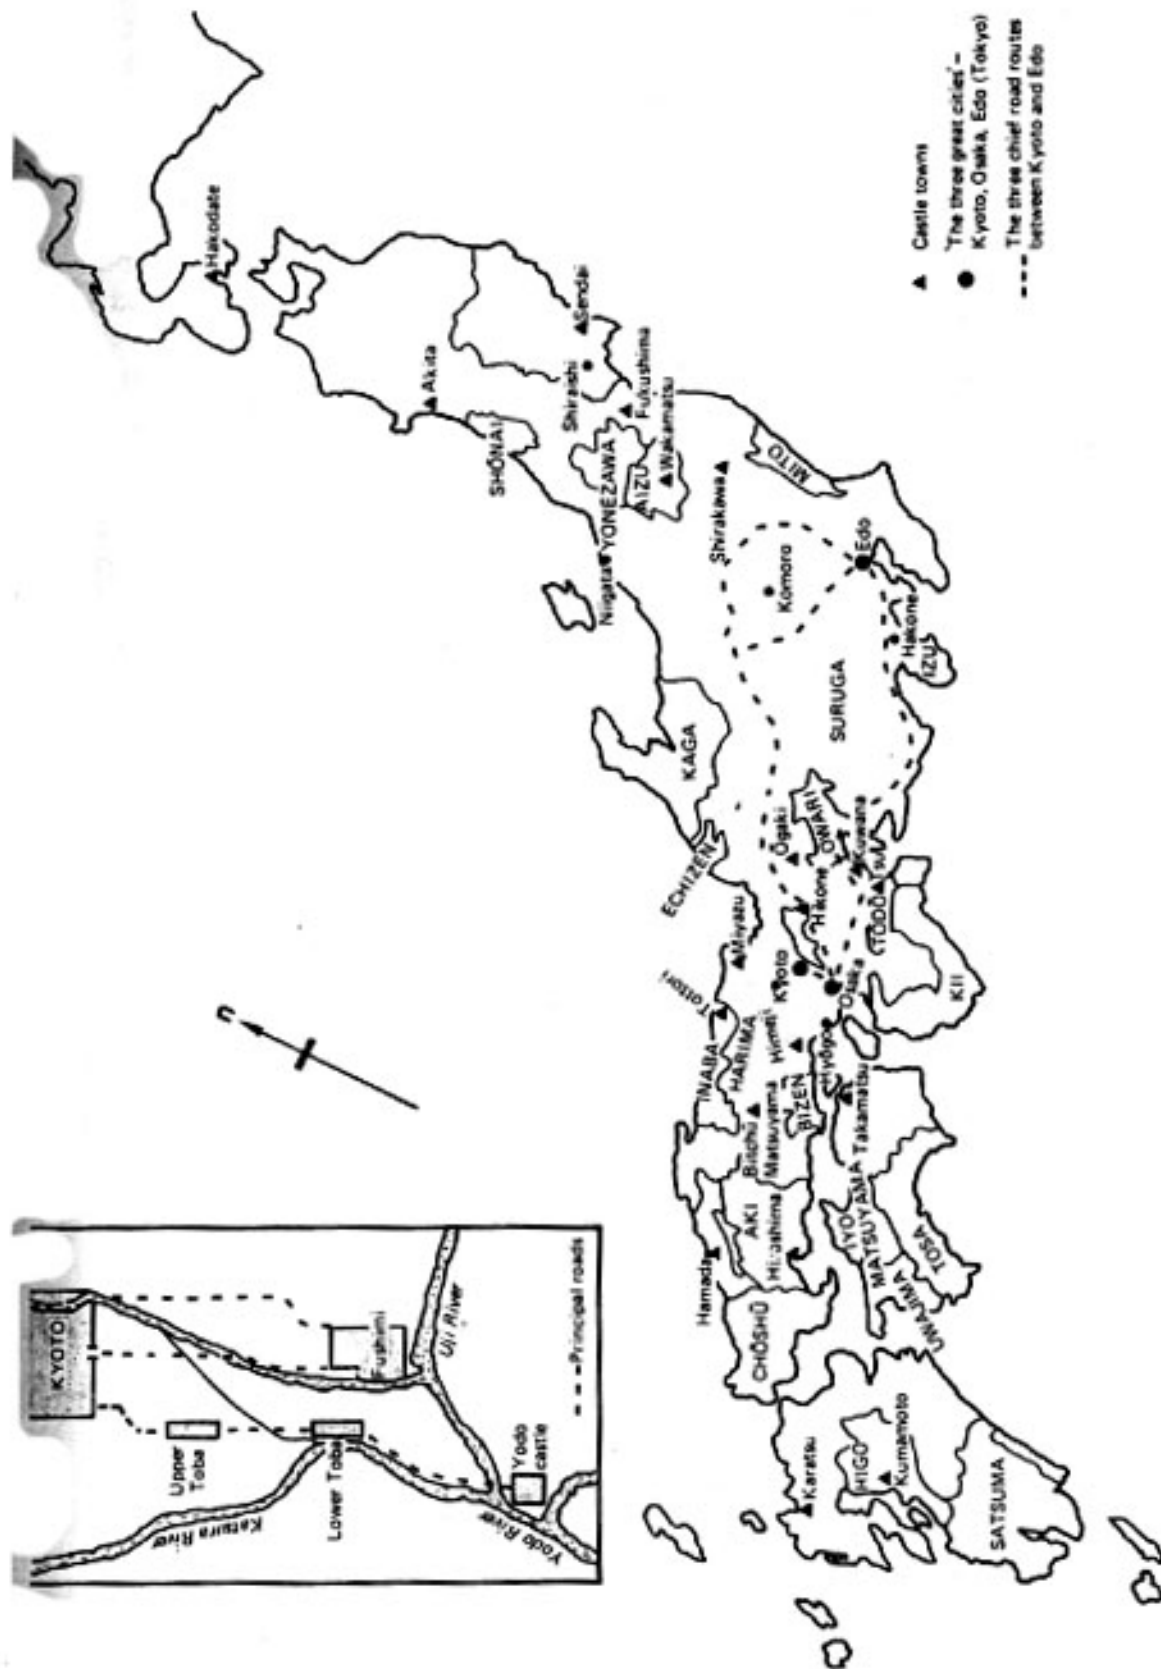 KYOTO
Upper
Toba
Katsura River
Lower Toba
Fushimi
Uji River
Yodo
castle
Yodo River
Principal roads
n
Hakodate
Akita
SHŌNAI
Sendai
Shiraishi
Fukushima
YONEZAWA
AIZU
Wakamatsu
Niigata
Shirakawa
MITO
Komoro
Edo
Hakone
IZU
SURUGA
KAGA
ECHIZEN
Ogaki
OWARI
Kuwana
Hikone
TODO
Tsu
Miyazu
Kyoto
Osaka
KII
Tottori
INABA
HARIMA
Himeji
Hyōgo
BIZEN
Bitchū
Matsuyama
Takamatsu
AKI
Hiroshima
Hamada
IYO
MATSUYAMA
TOSA
UWAJIMA
CHŌSHŪ
Karatsu
HIGO
Kumamoto
SATSUMA
Castle towns
'The three great cities' –
Kyoto, Osaka, Edo (Tokyo)
The three chief road routes
between Kyoto and Edo